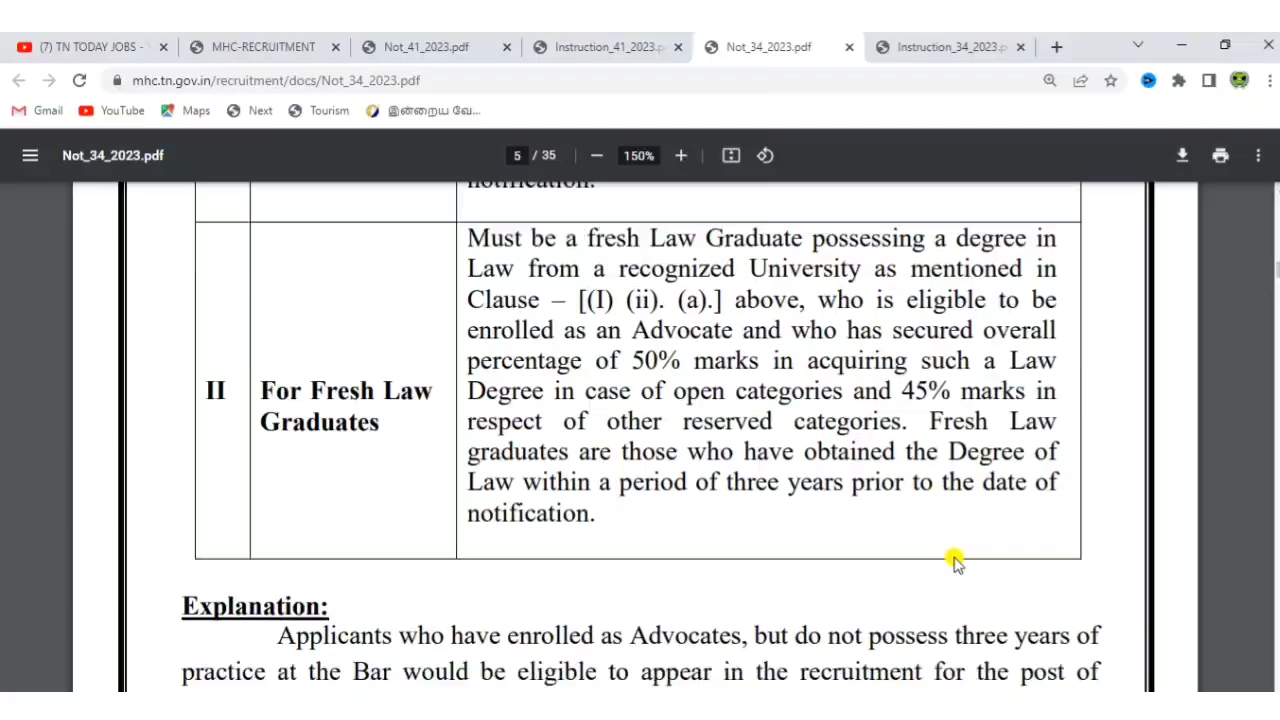 (7) TN TODAY JOBS -
MHC-RECRUITMENT
Not_41_2023.pdf
Instruction_41_2023.p
Not_34_2023.pdf
Instruction_34_2023.p
mhc.tn.gov.in/recruitment/docs/Not_34_2023.pdf
Gmail
YouTube
Maps
Next
Tourism
இன்றைய வே...
Not_34_2023.pdf
5 / 35
150%
notification.
II
For Fresh Law
Graduates
Must be a fresh Law Graduate possessing a degree in
Law from a recognized University as mentioned in
Clause – [(I) (ii). (a).] above, who is eligible to be
enrolled as an Advocate and who has secured overall
percentage of 50% marks in acquiring such a Law
Degree in case of open categories and 45% marks in
respect of other reserved categories. Fresh Law
graduates are those who have obtained the Degree of
Law within a period of three years prior to the date of
notification.
Explanation:
Applicants who have enrolled as Advocates, but do not possess three years of
practice at the Bar would be eligible to appear in the recruitment for the post of